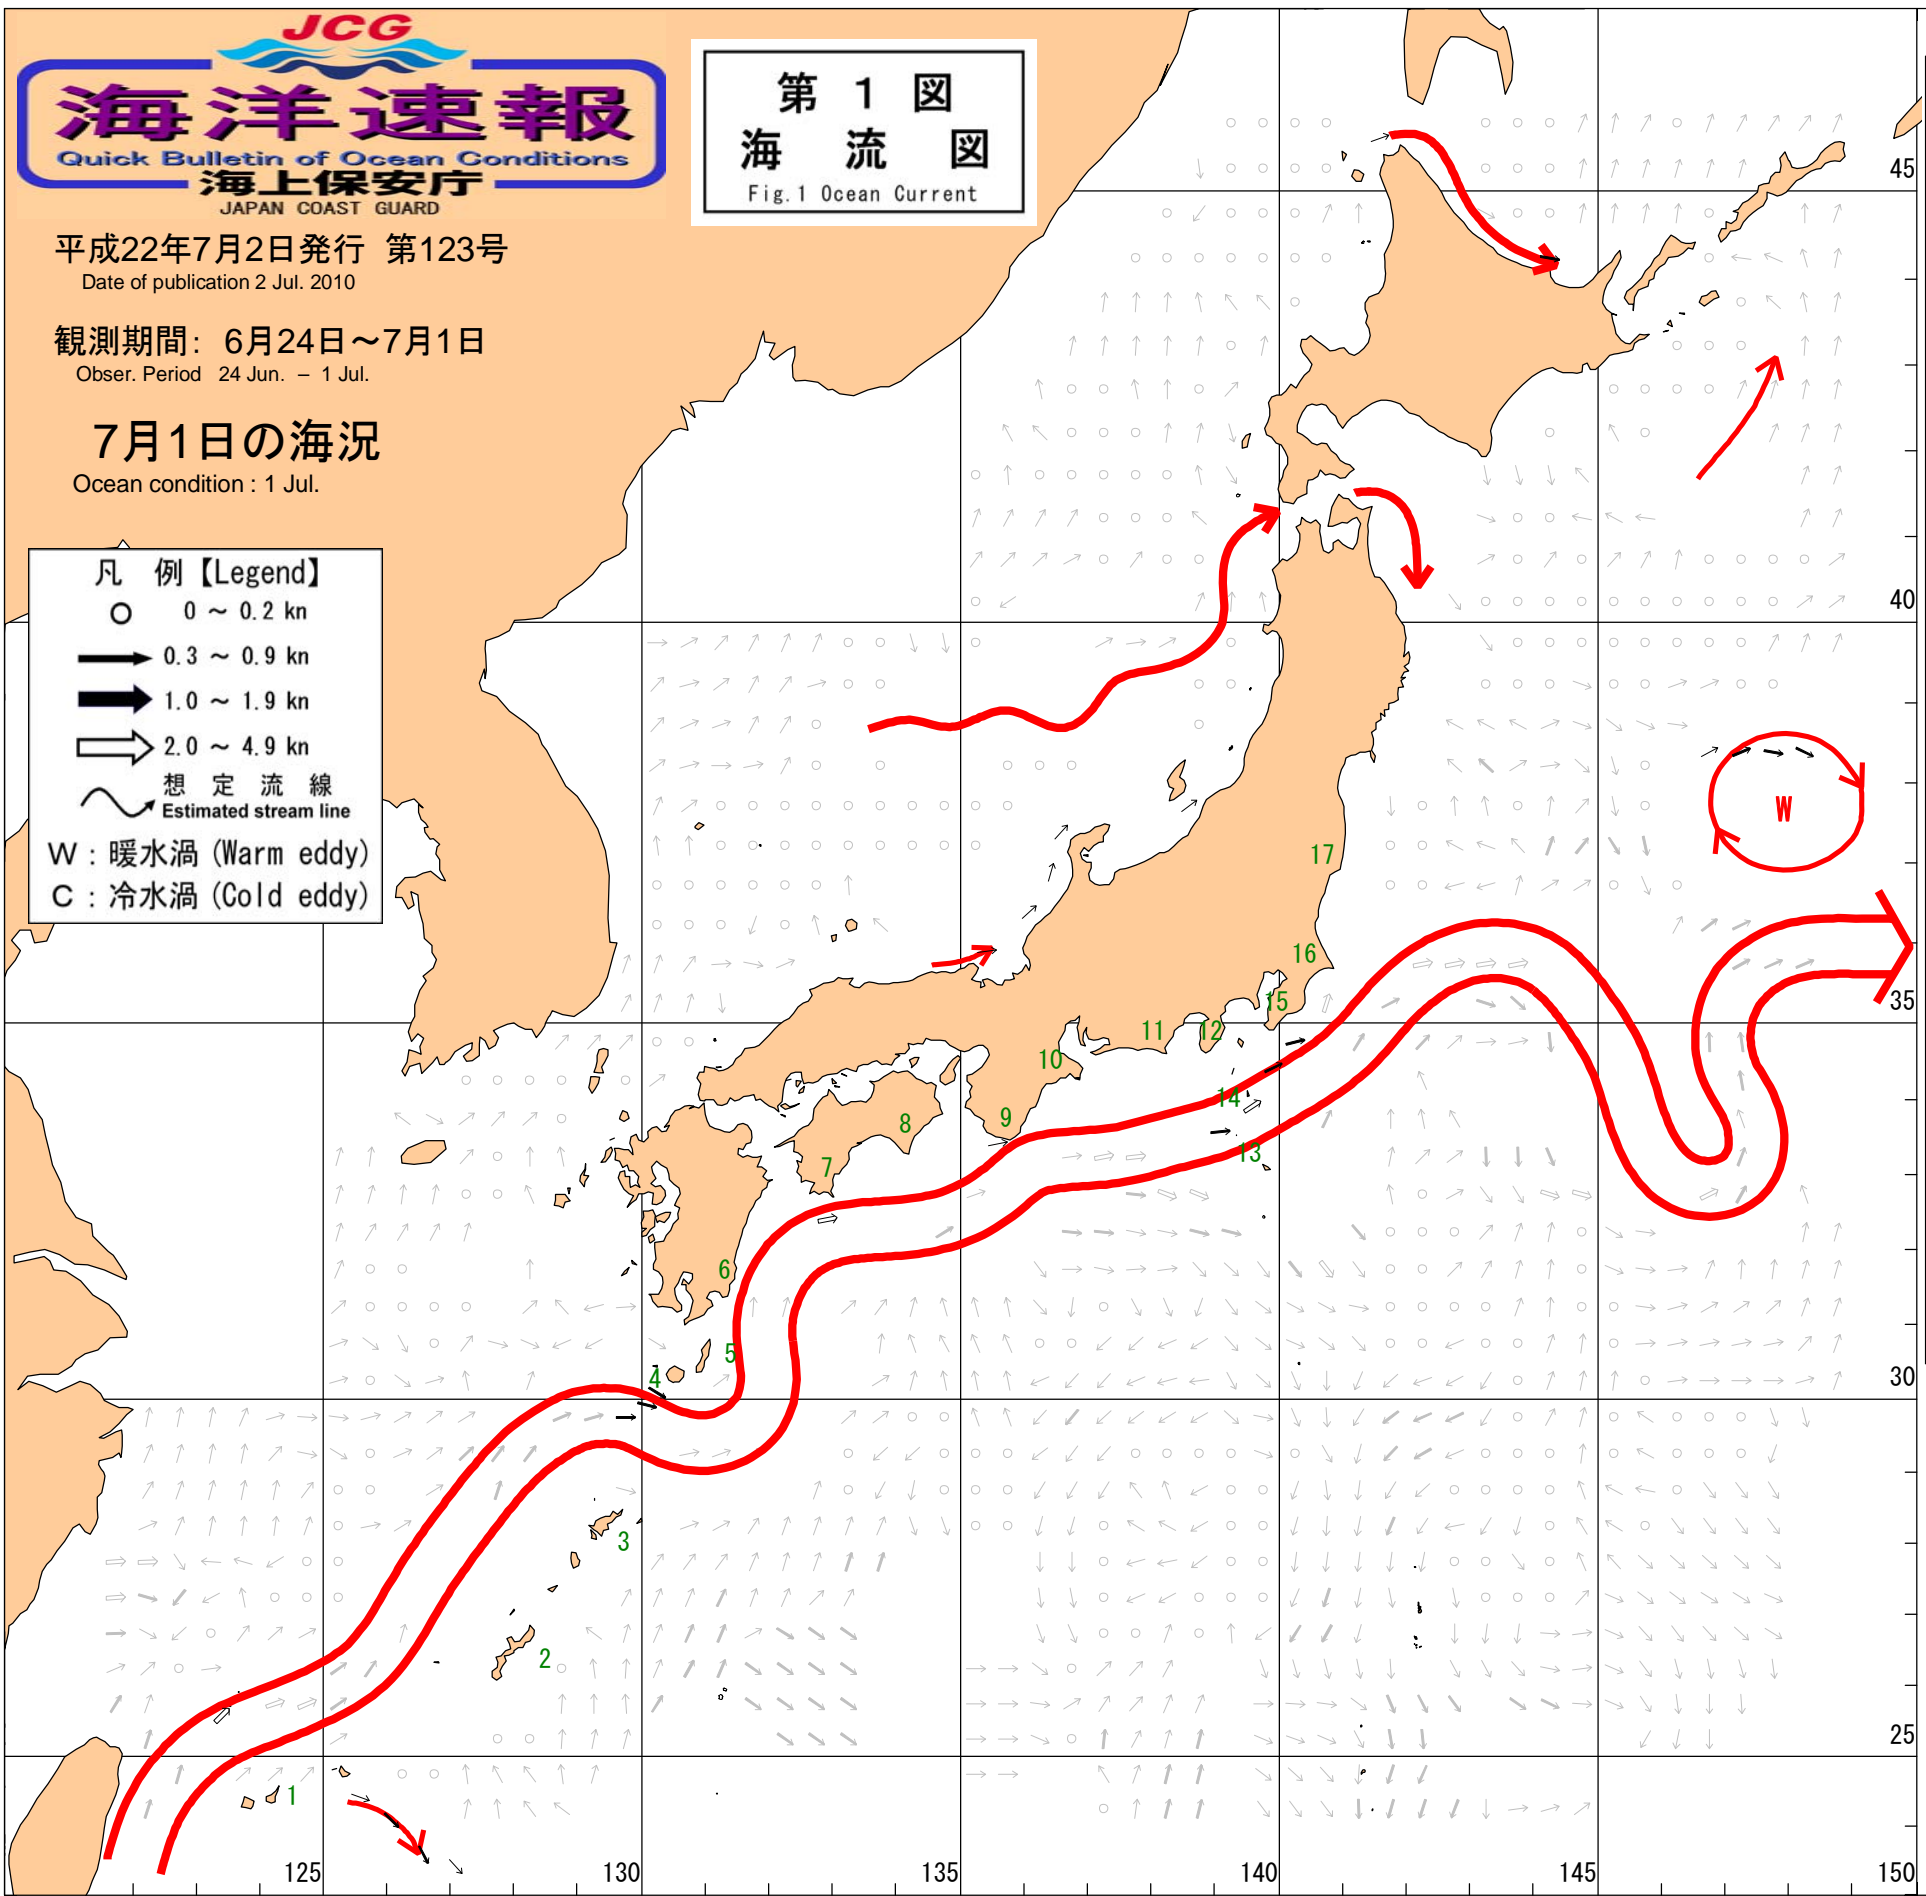 JCG
海洋速報
Quick Bulletin of Ocean Conditions
海上保安庁
JAPAN COAST GUARD
第 1 図
海 流 図
Fig.1 Ocean Current
平成22年7月2日発行 第123号
Date of publication 2 Jul. 2010
観測期間: 6月24日～7月1日
Obser. Period 24 Jun. – 1 Jul.
7月1日の海況
Ocean condition : 1 Jul.
凡 例【Legend】
0 ～ 0.2 kn
0.3 ～ 0.9 kn
1.0 ～ 1.9 kn
2.0 ～ 4.9 kn
想 定 流 線
Estimated stream line
W : 暖水渦 (Warm eddy)
C : 冷水渦 (Cold eddy)
45
40
W
17
16
35
15
12
11
10
14
9
8
13
7
6
5
4
30
3
2
25
1
125
130
135
140
145
150